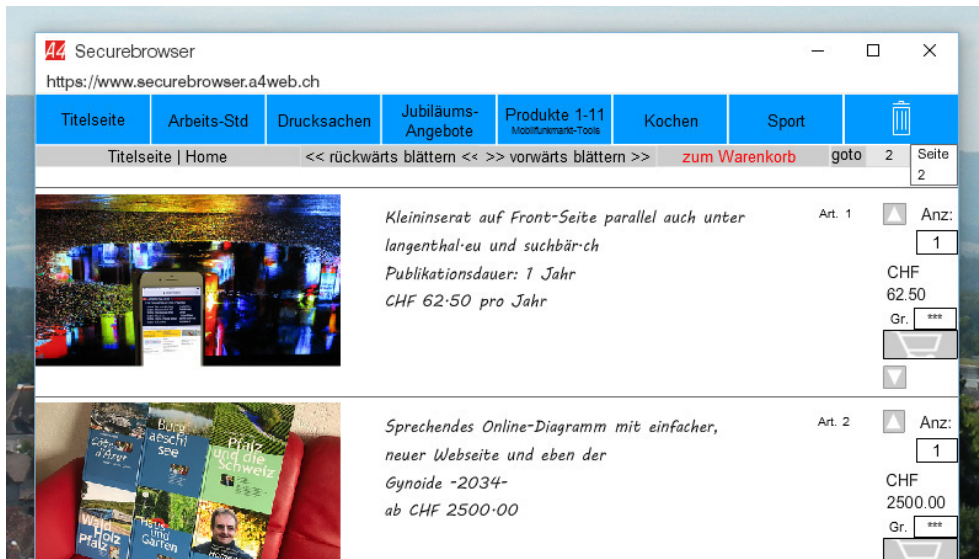 A4 Securebrowser
https://www.securebrowser.a4web.ch
Titelseite
Arbeits-Std
Drucksachen
Jubiläums-
Angebote
Produkte 1-11
Mobilfunkmarkt-Tools
Kochen
Sport
Titelseite | Home << rückwärts blättern << >> vorwärts blättern >> zum Warenkorb goto 2 Seite
2
Kleininserat auf Front-Seite parallel auch unter
langenthal·eu und suchbär·ch
Publikationsdauer: 1 Jahr
CHF 62·50 pro Jahr
Art. 1
Anz:
1
CHF
62.50
Gr. ***
Côte
d'Azur
Burg
aeschi
see
Pfalz
und die
Schweiz
Wald
Holz
Pfalz
Haus
und
Garten
Sprechendes Online-Diagramm mit einfacher,
neuer Webseite und eben der
Gynoide -2034-
ab CHF 2500·00
Art. 2
Anz:
1
CHF
2500.00
Gr. ***